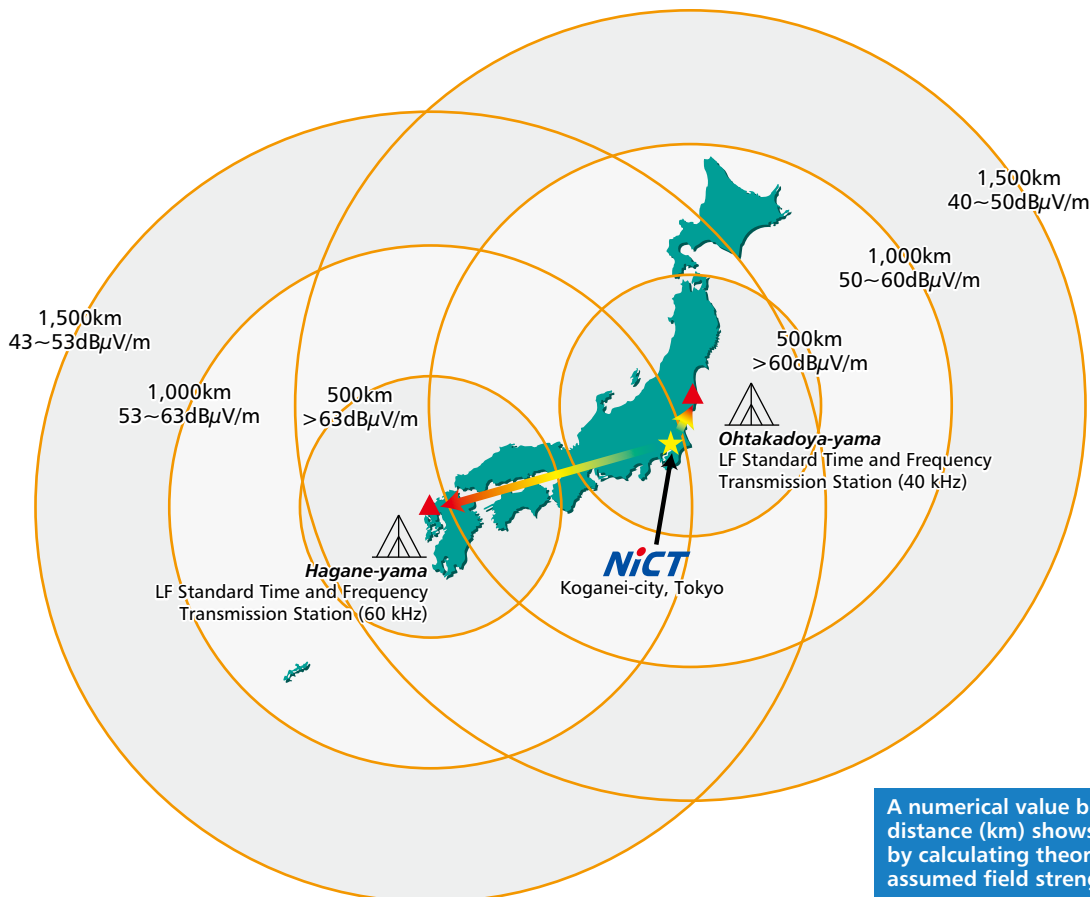 1,500km
40~50dBμV/m
1,000km
50~60dBμV/m
500km
>60dBμV/m
1,500km
43~53dBμV/m
1,000km
53~63dBμV/m
500km
>63dBμV/m
Ohtakadoya-yama
LF Standard Time and Frequency
Transmission Station (40 kHz)
NiCT
Koganei-city, Tokyo
Hagane-yama
LF Standard Time and Frequency
Transmission Station (60 kHz)
A numerical value b
distance (km) shows
by calculating theor
assumed field streng